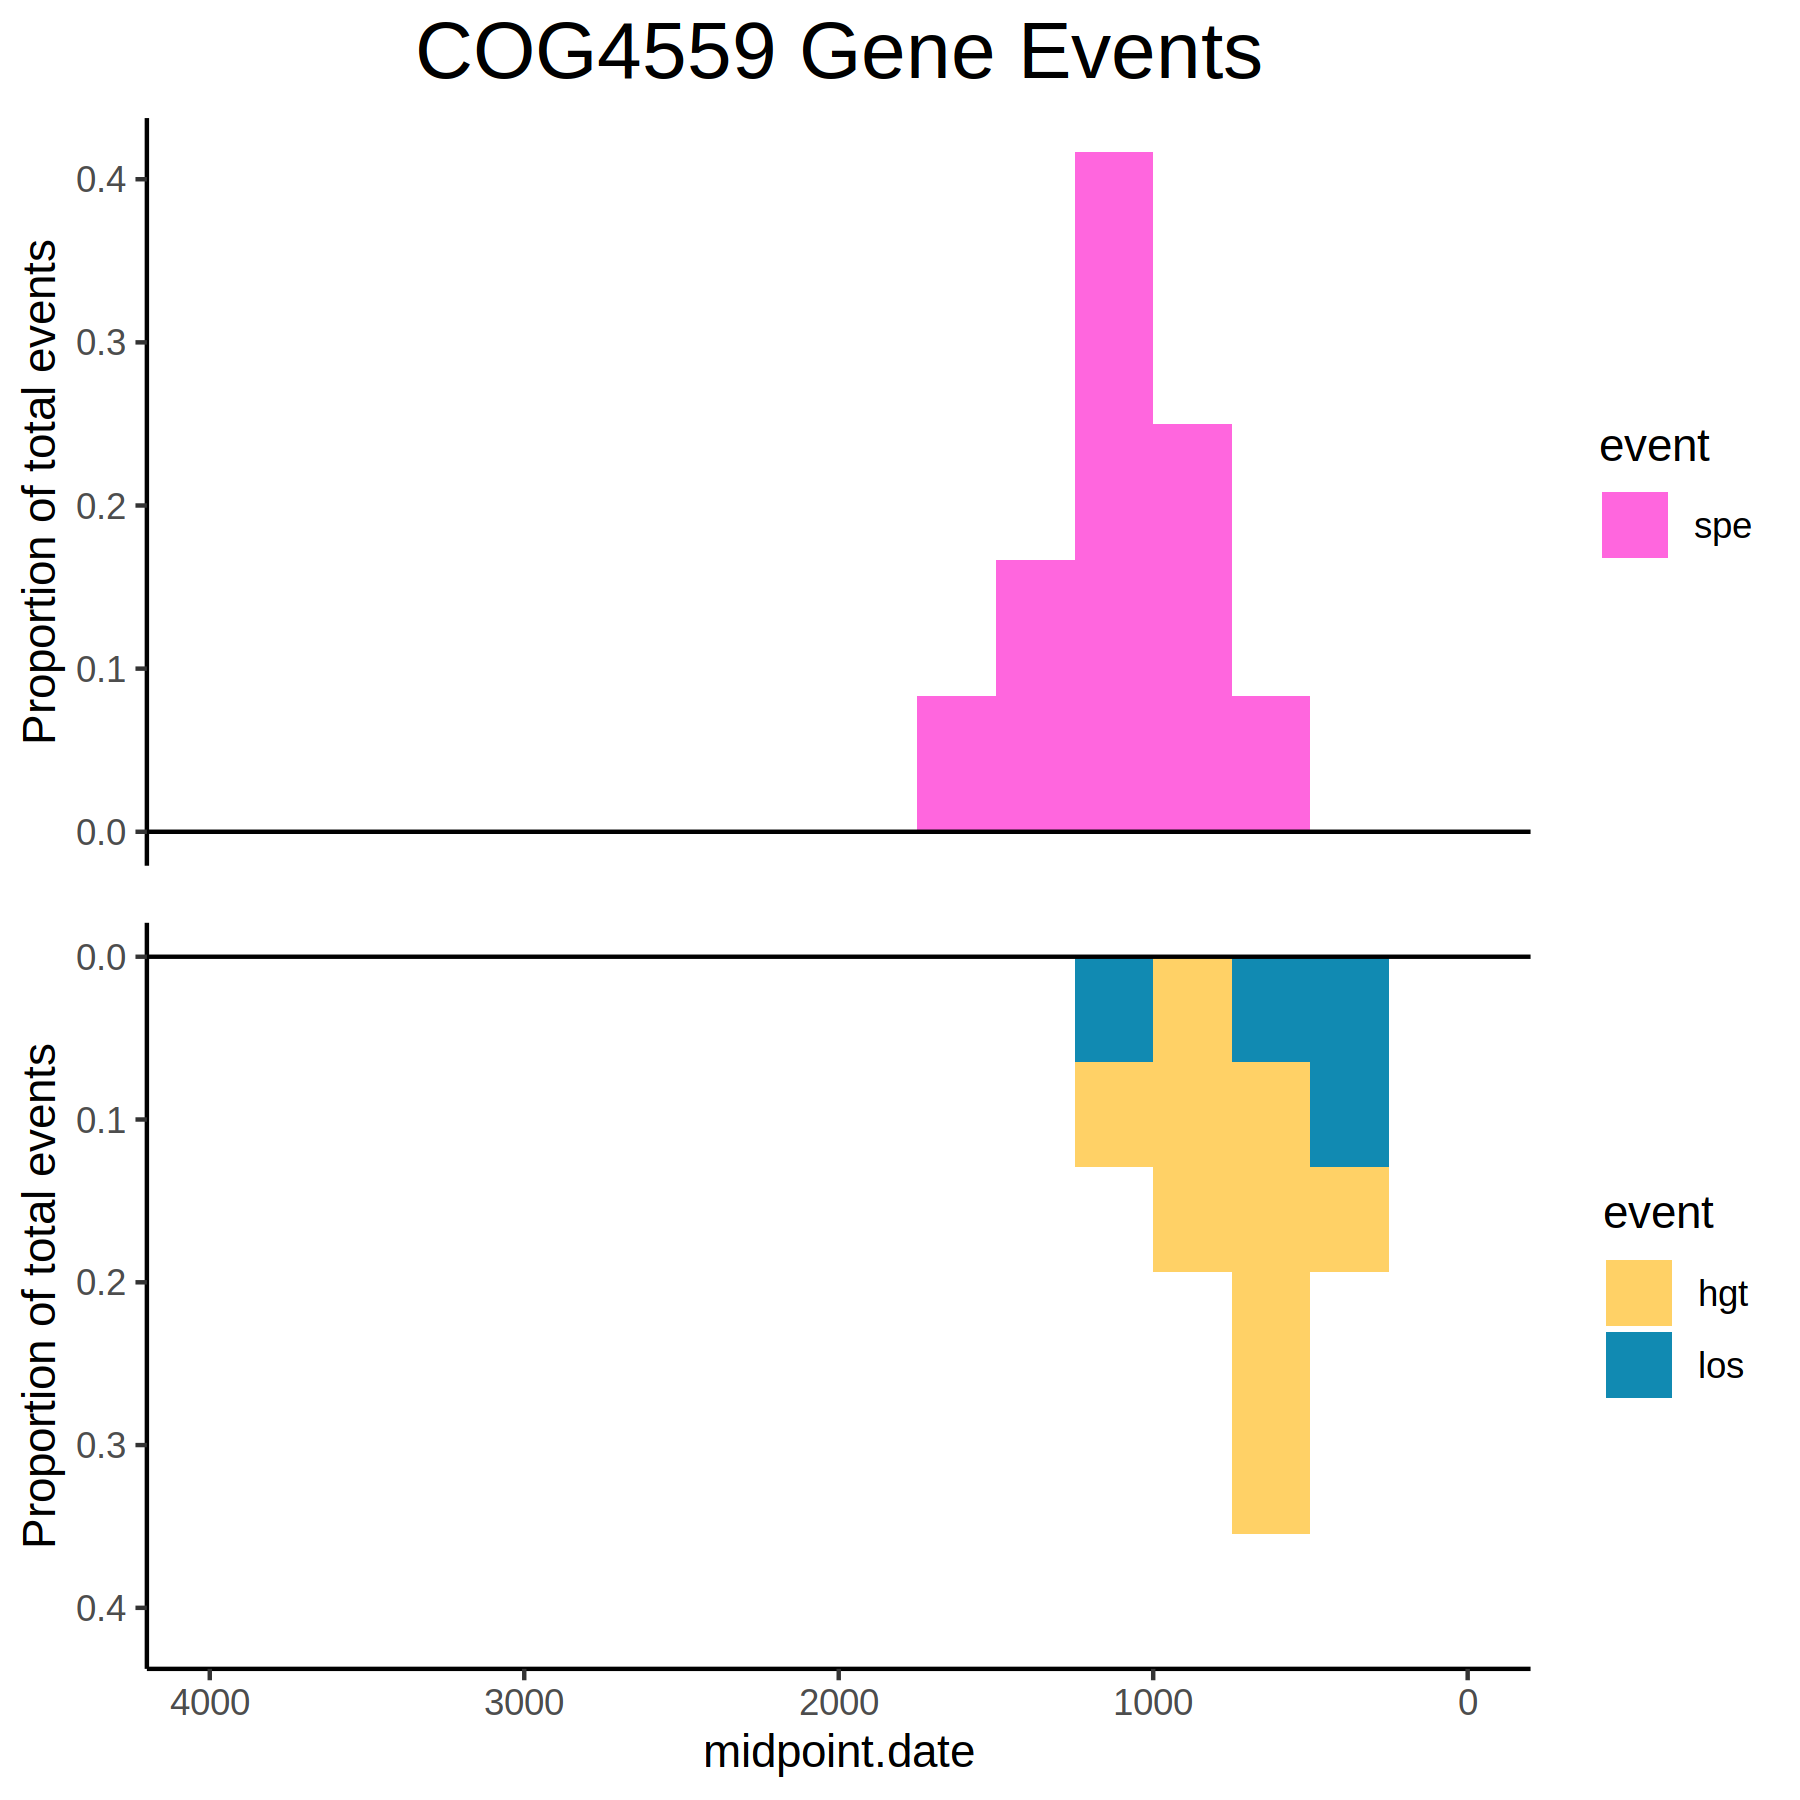 COG4559 Gene Events
Proportion of total events
0.4
0.3
0.2
0.1
0.0
event
spe
Proportion of total events
0.0
0.1
0.2
0.3
0.4
event
hgt
los
4000 3000 2000 1000 0
midpoint.date